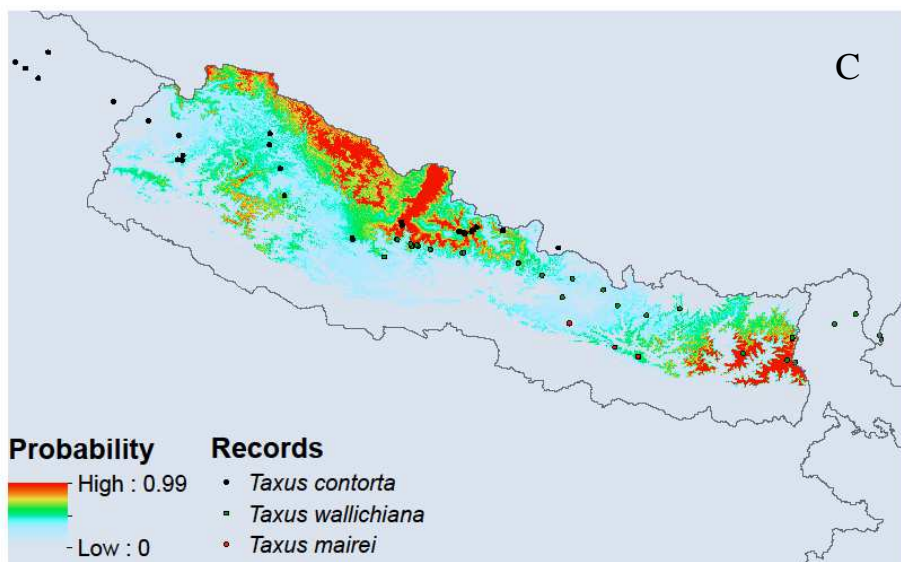 C
Probability
High : 0.99
Low : 0
Records
Taxus contorta
Taxus wallichiana
Taxus mairei